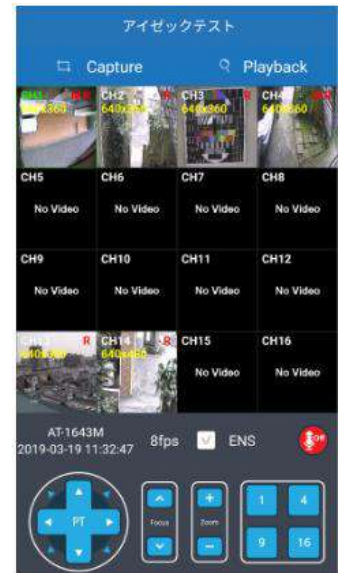 アイゼックテスト
Capture Playback
CH1 R CH2 R CH3 R CH4
640x360 640x360 640x360 640x360
CH5 CH6 CH7 CH8
No Video No Video No Video No Video
CH9 CH10 CH11 CH12
No Video No Video No Video No Video
CH13 R CH14 R CH15 CH16
640x360 640x480 No Video No Video
AT-1643M
2019-03-19 11:32:47 8fps ENS Off
PT Focus Zoom 1 4
9 16